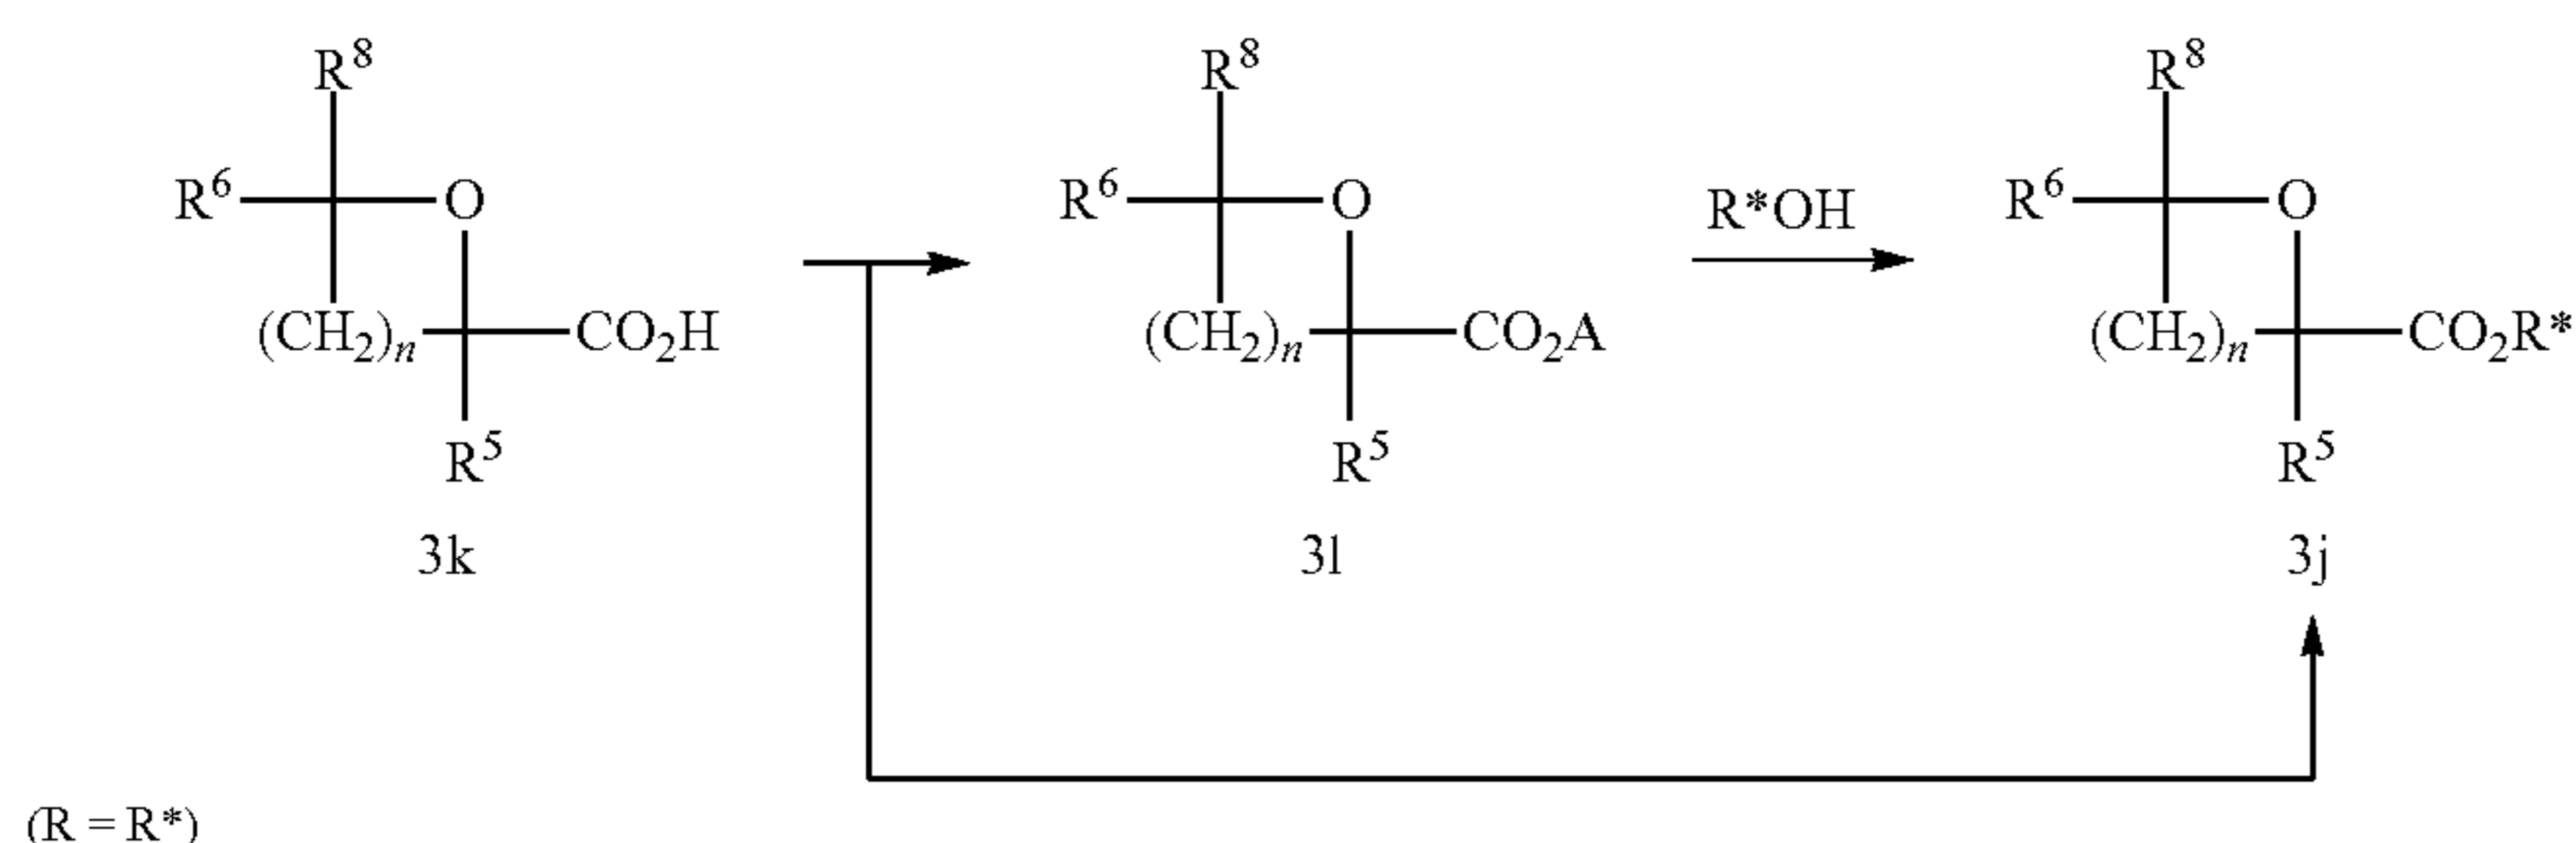 R⁸ R⁸ R⁸
R⁶ O R⁶ O R*OH R⁶ O
(CH₂)ₙ CO₂H (CH₂)ₙ CO₂A (CH₂)ₙ CO₂R*
R⁵ R⁵ R⁵
3k 3l 3j
(R = R*)